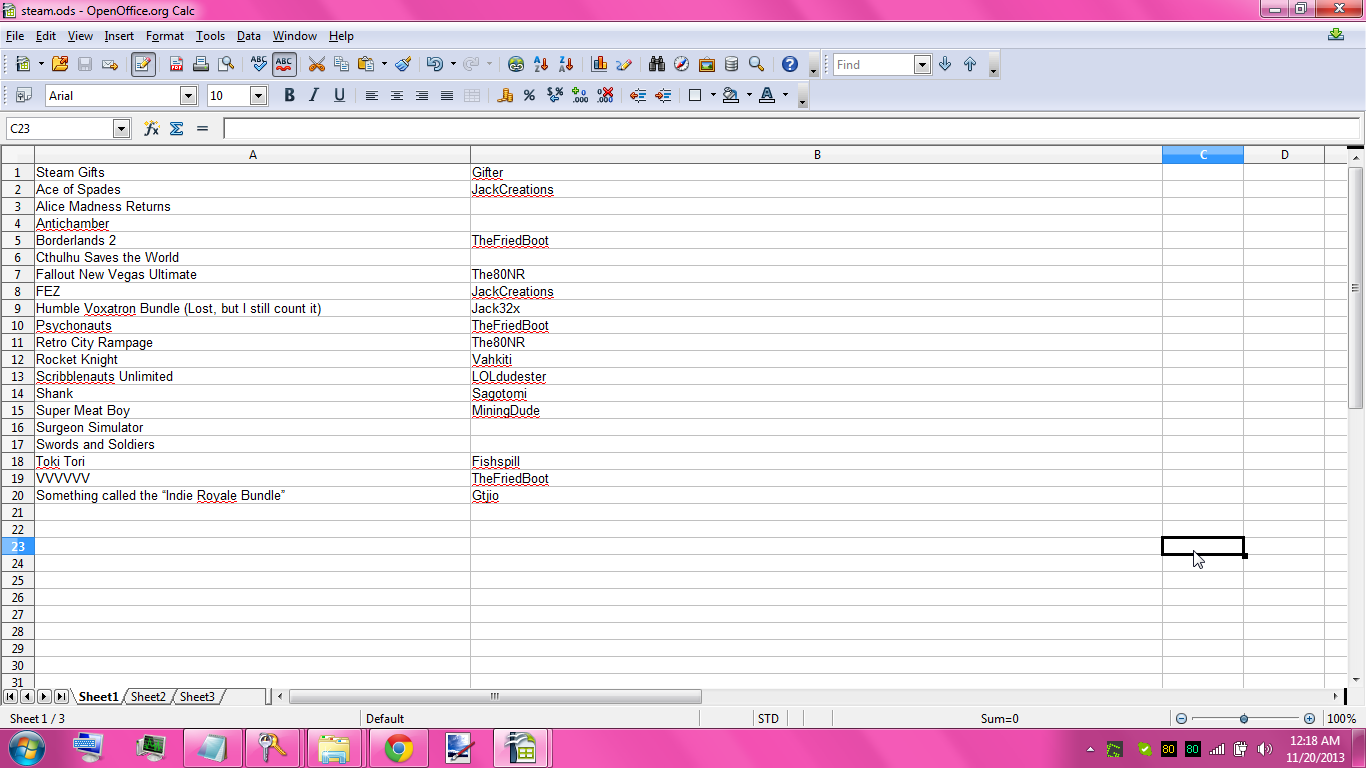 steam.ods - OpenOffice.org Calc
File Edit View Insert Format Tools Data Window Help
ABC ABC Find
Arial 10 B I U
C23
A B C D
1 Steam Gifts Gifter
2 Ace of Spades JackCreations
3 Alice Madness Returns
4 Antichamber
5 Borderlands 2 TheFriedBoot
6 Cthulhu Saves the World
7 Fallout New Vegas Ultimate The80NR
8 FEZ JackCreations
9 Humble Voxatron Bundle (Lost, but I still count it) Jack32x
10 Psychonauts TheFriedBoot
11 Retro City Rampage The80NR
12 Rocket Knight Vahkiti
13 Scribblenauts Unlimited LOLdudester
14 Shank Sagotomi
15 Super Meat Boy MiningDude
16 Surgeon Simulator
17 Swords and Soldiers
18 Toki Tori Fishspill
19 VVVVVV TheFriedBoot
20 Something called the “Indie Royale Bundle” Gtjio
21
22
23
24
25
26
27
28
29
30
31
Sheet1 Sheet2 Sheet3
Sheet 1 / 3 Default STD Sum=0 100%
80 80 12:18 AM
11/20/2013